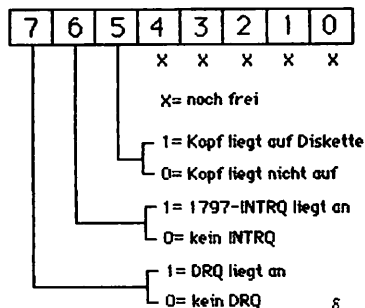 7 6 5 4 3 2 1 0
x x x x x
x= noch frei
1= Kopf liegt auf Diskette
0= Kopf liegt nicht auf
1= 1797-INTRQ liegt an
0= kein INTRQ
1= DRQ liegt an
0= kein DRQ